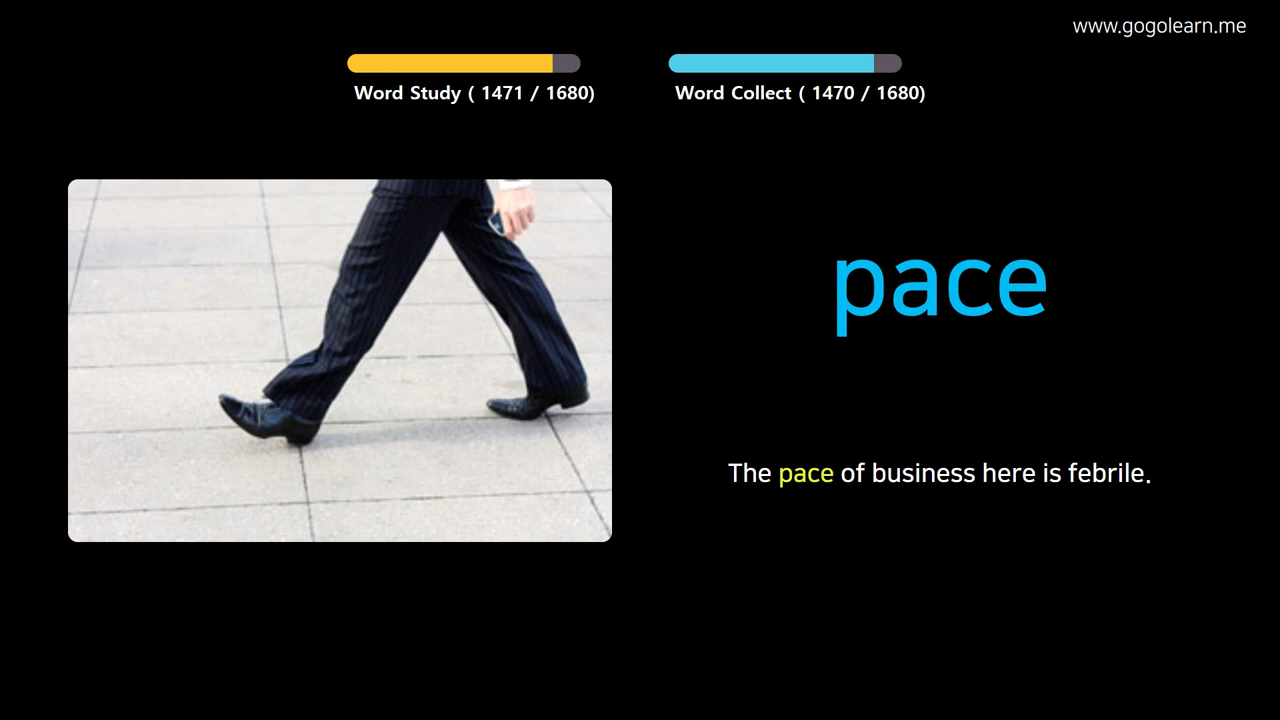 www.gogolearn.me
Word Study ( 1471 / 1680)
Word Collect ( 1470 / 1680)
pace
The pace of business here is febrile.